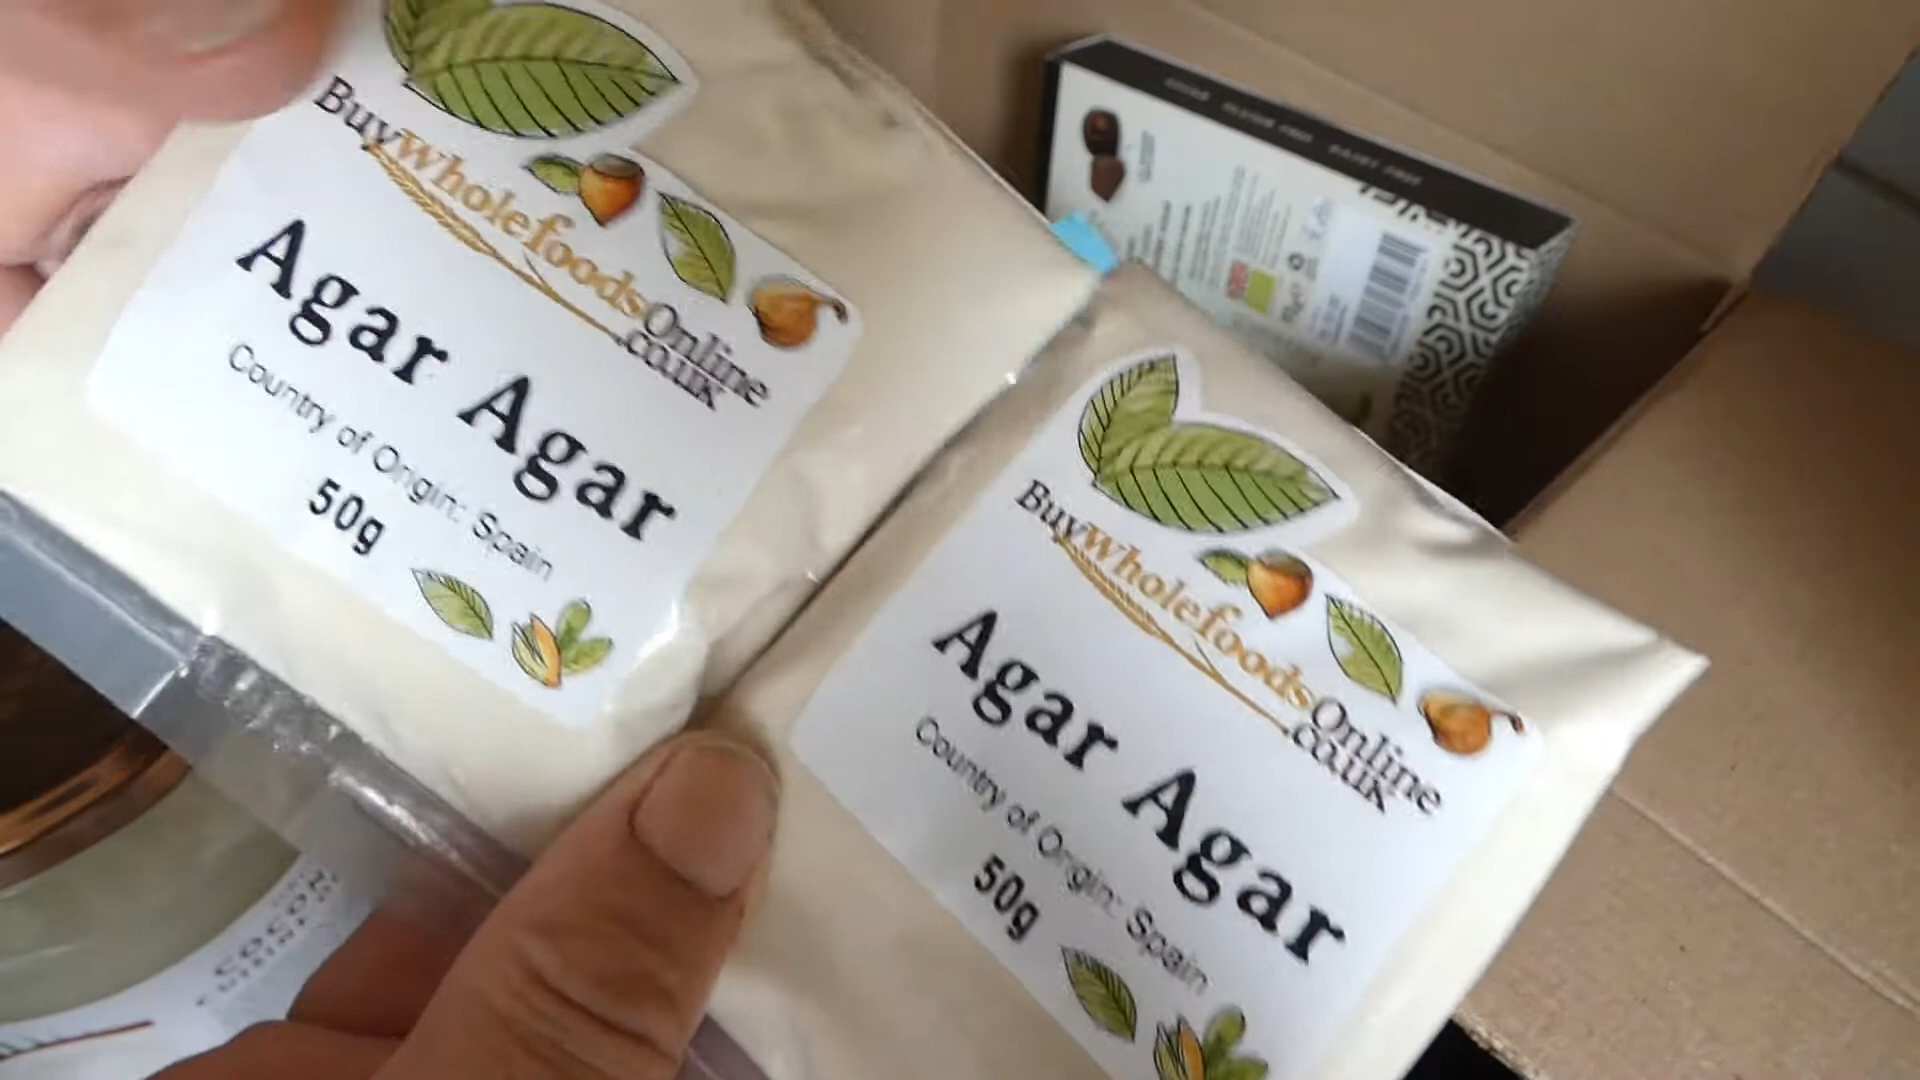 BuyWholefoodsOnline
.co.uk
Agar Agar
Country of Origin: Spain
50g
BuyWholefoodsOnline
.co.uk
Agar Agar
Country of Origin: Spain
50g
COCO